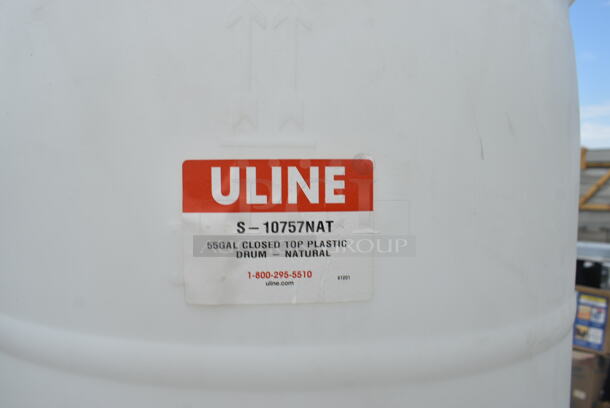 ULINE
S-10757NAT
55GAL CLOSED TOP PLASTIC
DRUM - NATURAL
1-800-295-5510
uline.com